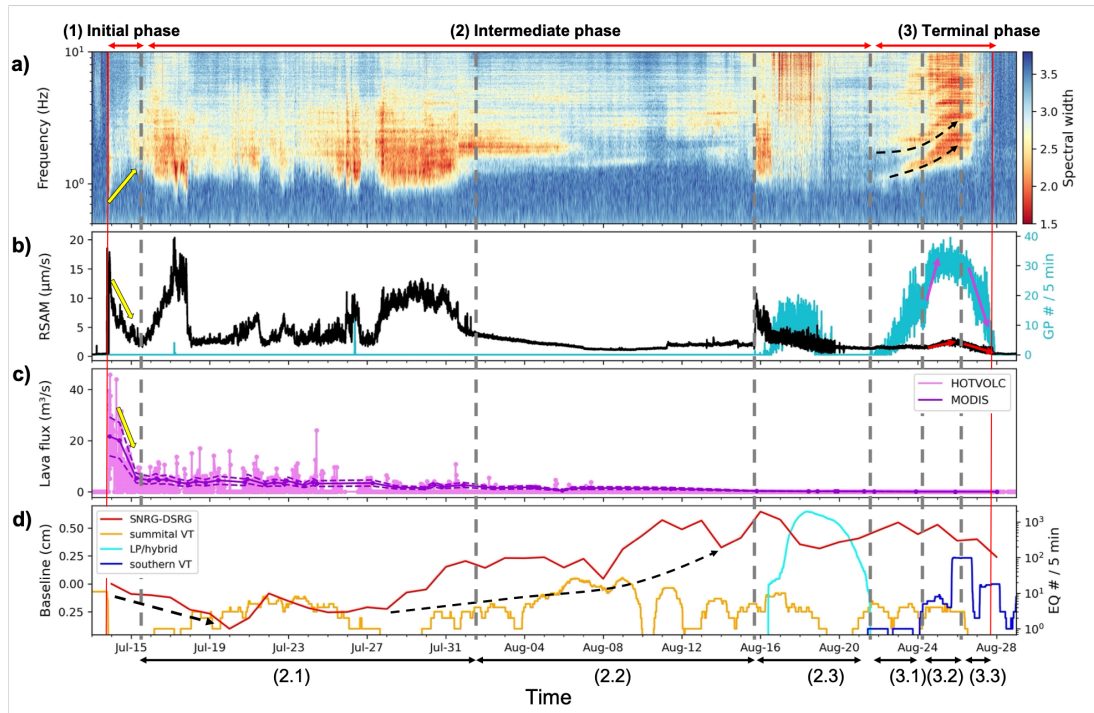 (1) Initial phase (2) Intermediate phase (3) Terminal phase
a)
Frequency (Hz)
10¹
10⁰
3.5
3.0
2.5
2.0
1.5
Spectral width
b)
RSAM (μm/s)
20
15
10
5
0
40
30
20
10
0
GP # / 5 min
c)
Lava flux (m³/s)
40
20
0
HOTVOLC
MODIS
d)
Baseline (cm)
0.50
0.25
0.00
0.25
SNRG-DSRG
summital VT
LP/hybrid
southern VT
10³
10²
10¹
10⁰
EQ # / 5 min
Jul-15 Jul-19 Jul-23 Jul-27 Jul-31 Aug-04 Aug-08 Aug-12 Aug-16 Aug-20 Aug-24 Aug-28
(2.1) (2.2) (2.3) (3.1) (3.2) (3.3)
Time